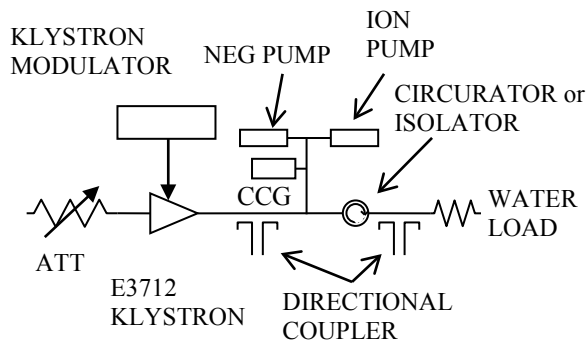 KLYSTRON
MODULATOR
NEG PUMP
ION
PUMP
CIRCURATOR or
ISOLATOR
CCG
WATER
LOAD
ATT
E3712
KLYSTRON
DIRECTIONAL
COUPLER